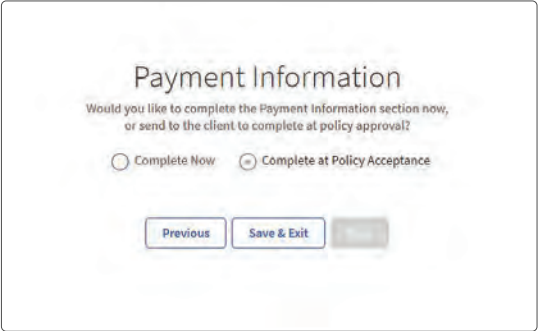 Payment Information
Would you like to complete the Payment Information section now,
or send to the client to complete at policy approval?
Complete Now Complete at Policy Acceptance
Previous Save & Exit